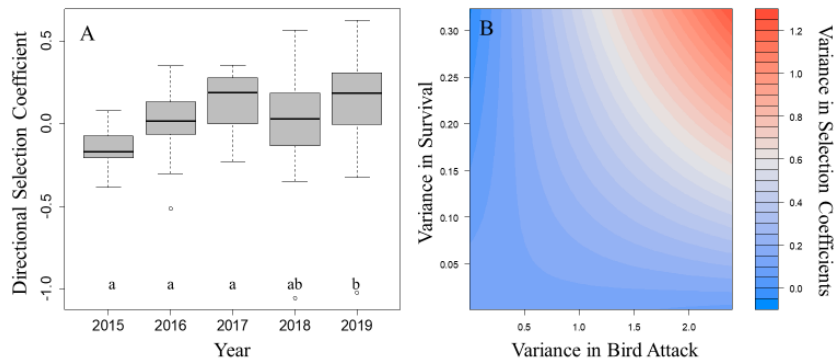 A
Directional Selection Coefficient
0.5
0.0
-0.5
-1.0
a a a ab b
2015 2016 2017 2018 2019
Year
B
Variance in Survival
0.30
0.25
0.20
0.15
0.10
0.05
0.5 1.0 1.5 2.0
Variance in Bird Attack
1.2
1.0
0.8
0.6
0.4
0.2
0.0
Variance in Selection
Coefficients